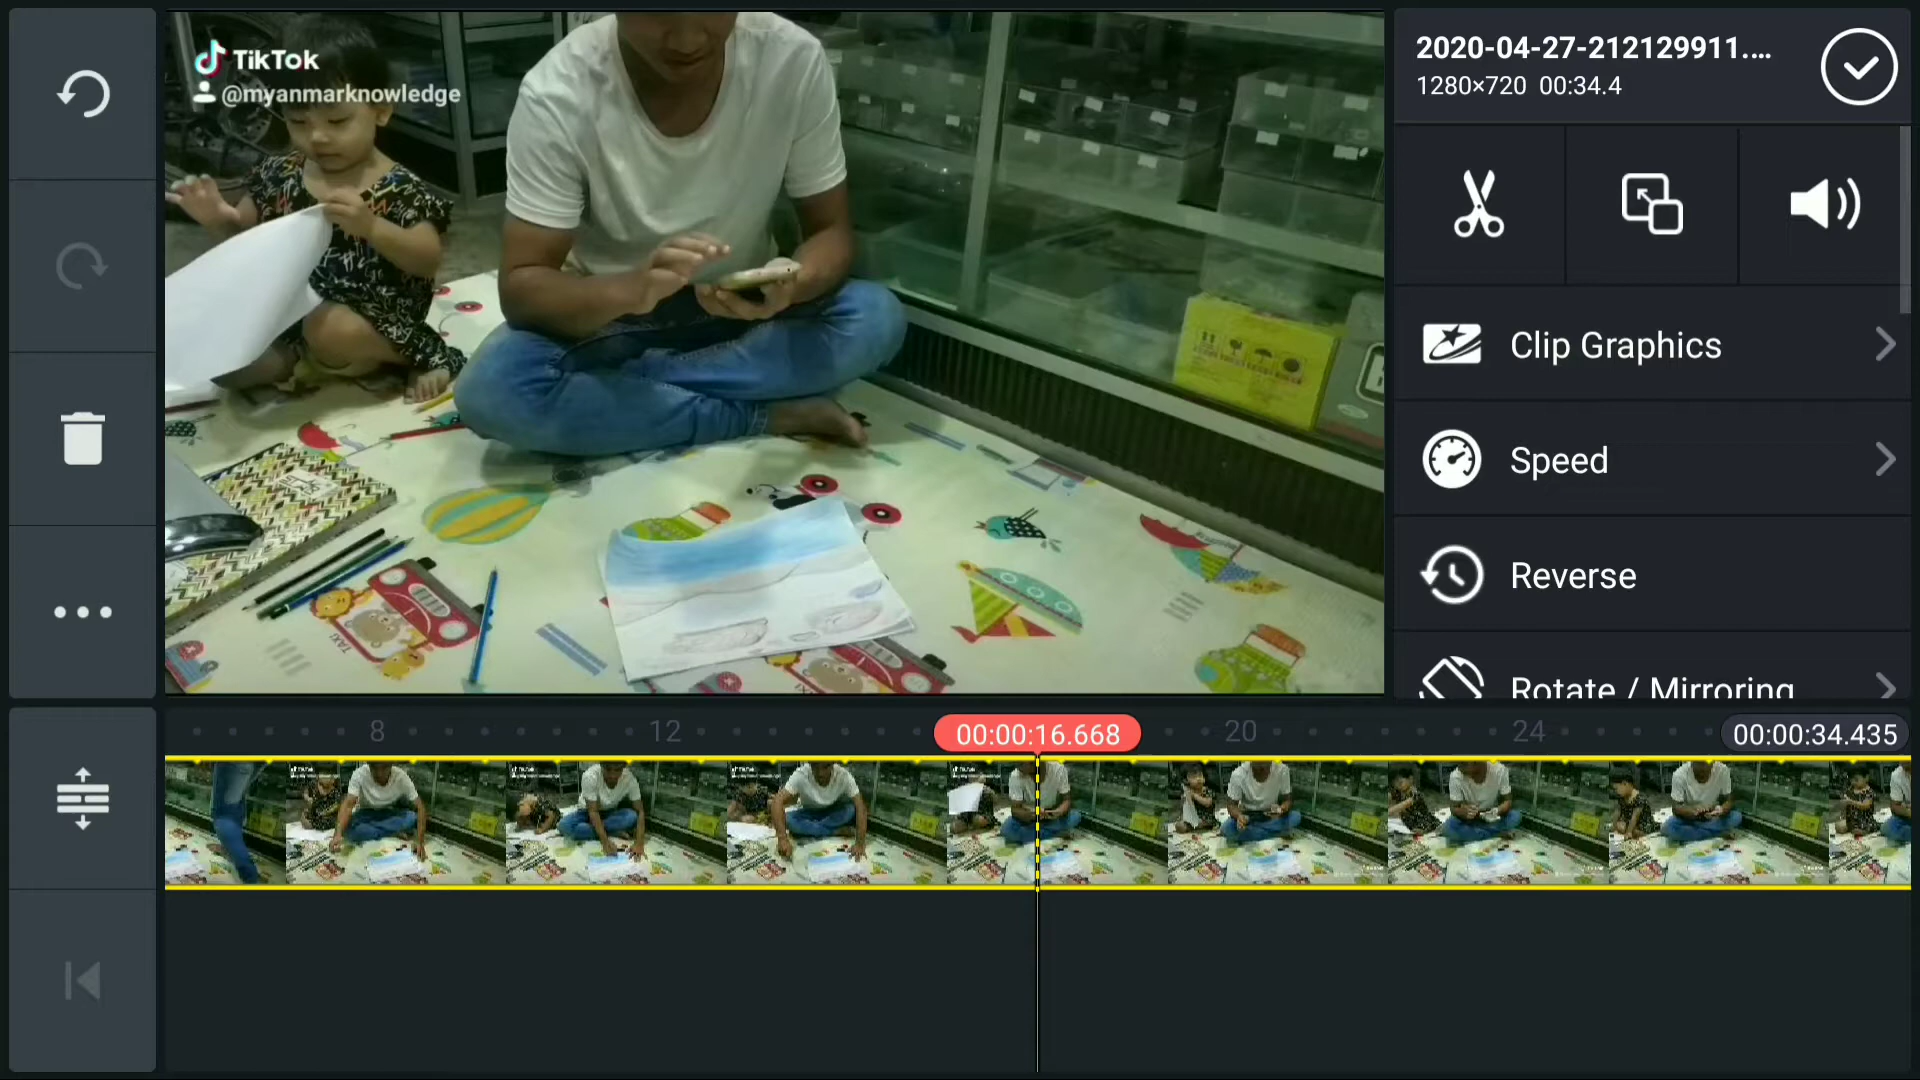 TikTok
@myanmarknowledge
2020-04-27-212129911....
1280×720 00:34.4
Clip Graphics
Speed
Reverse
Rotate / Mirroring
8
12
00:00:16.668
20
24
00:00:34.435
TAXI